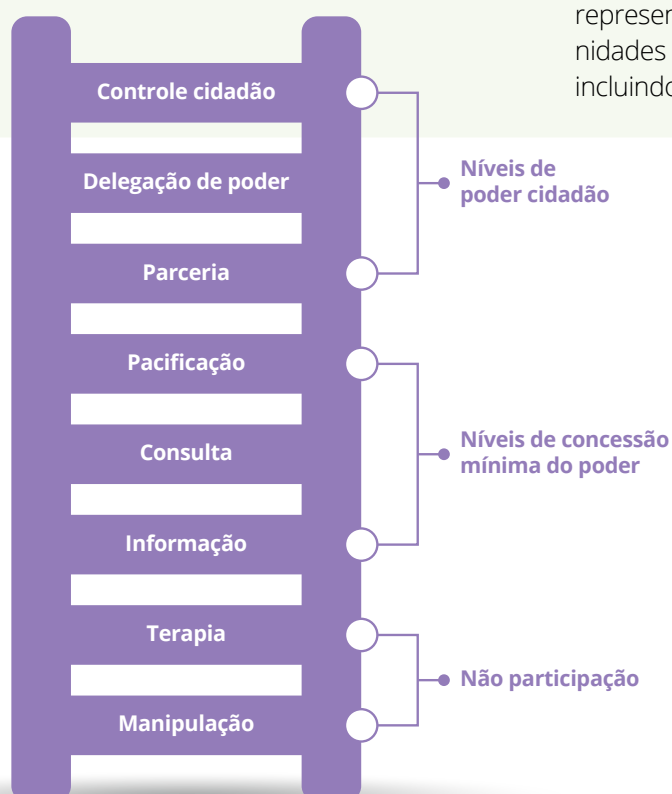 nidades
incluindo
Controle cidadão
Delegação de poder
Parceria
Pacificação
Consulta
Informação
Terapia
Manipulação
Níveis de
poder cidadão
Níveis de concessão
mínima do poder
Não participação